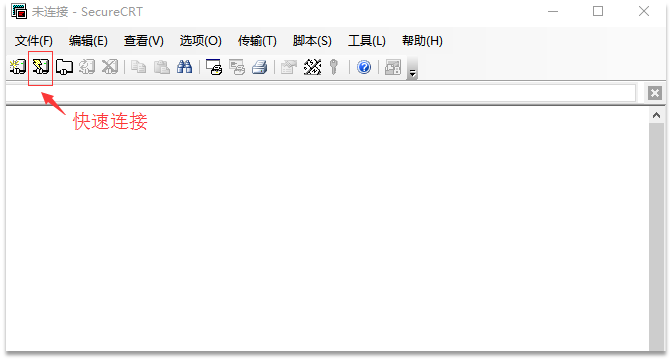 未连接 - SecureCRT
文件(F) 编辑(E) 查看(V) 选项(O) 传输(T) 脚本(S) 工具(L) 帮助(H)
快速连接